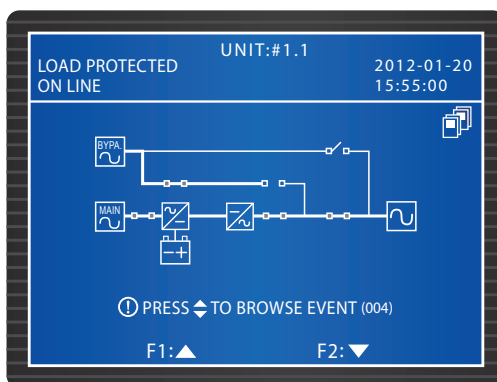 UNIT:#1.1
LOAD PROTECTED
ON LINE
2012-01-20
15:55:00
BYPA.
MAIN
PRESS TO BROWSE EVENT (004)
F1:
F2: